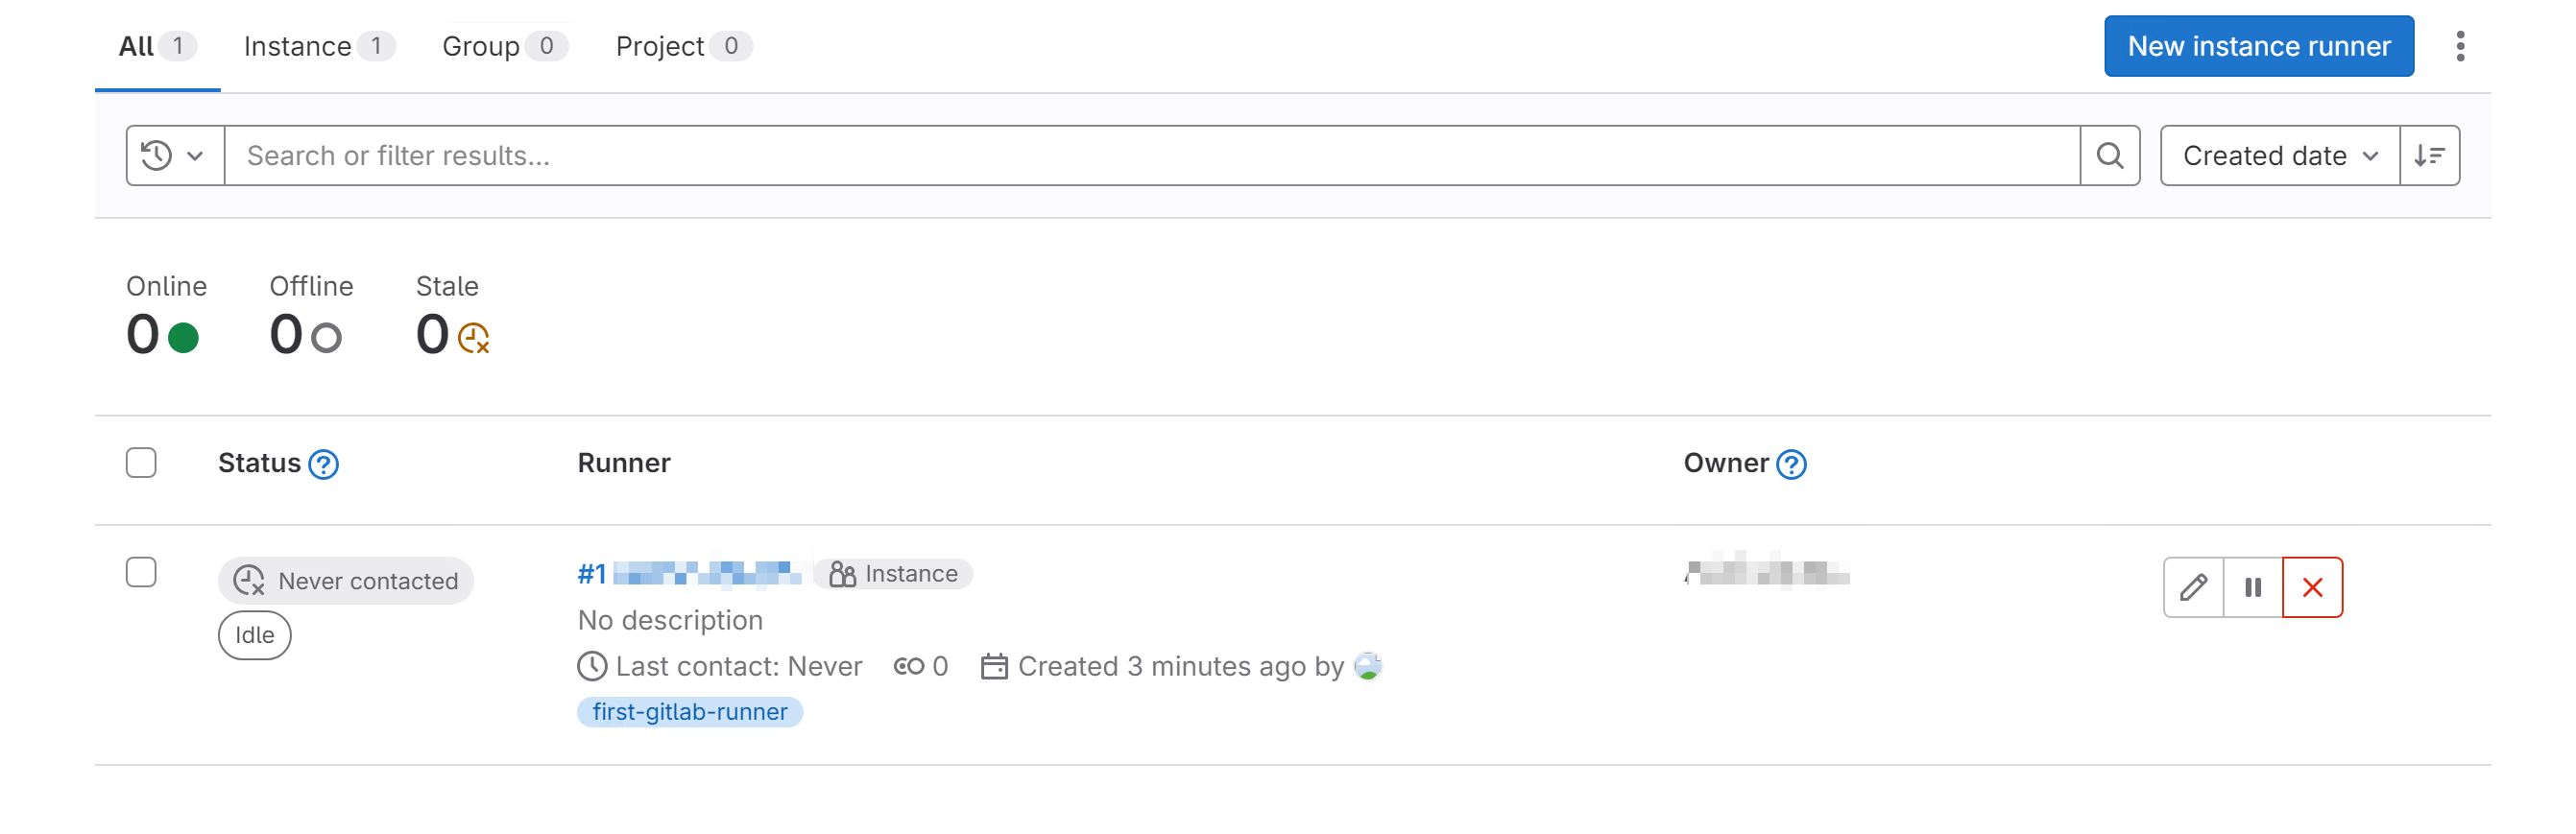 All 1 Instance 1 Group 0 Project 0 New instance runner
Search or filter results... Created date
Online Offline Stale
0 0 0
Status ? Runner Owner ?
Never contacted #1 Instance
Idle
No description
Last contact: Never 0 Created 3 minutes ago by
first-gitlab-runner